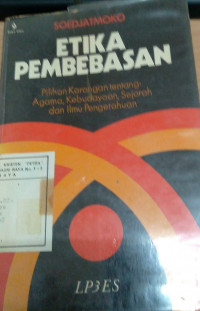 SOEDJATMOKO
ETIKA
PEMBEBASAN
Pilihan Karangan tentang:
Agama, Kebudayaan, Sejarah
dan Ilmu Pengetahuan
LP3ES